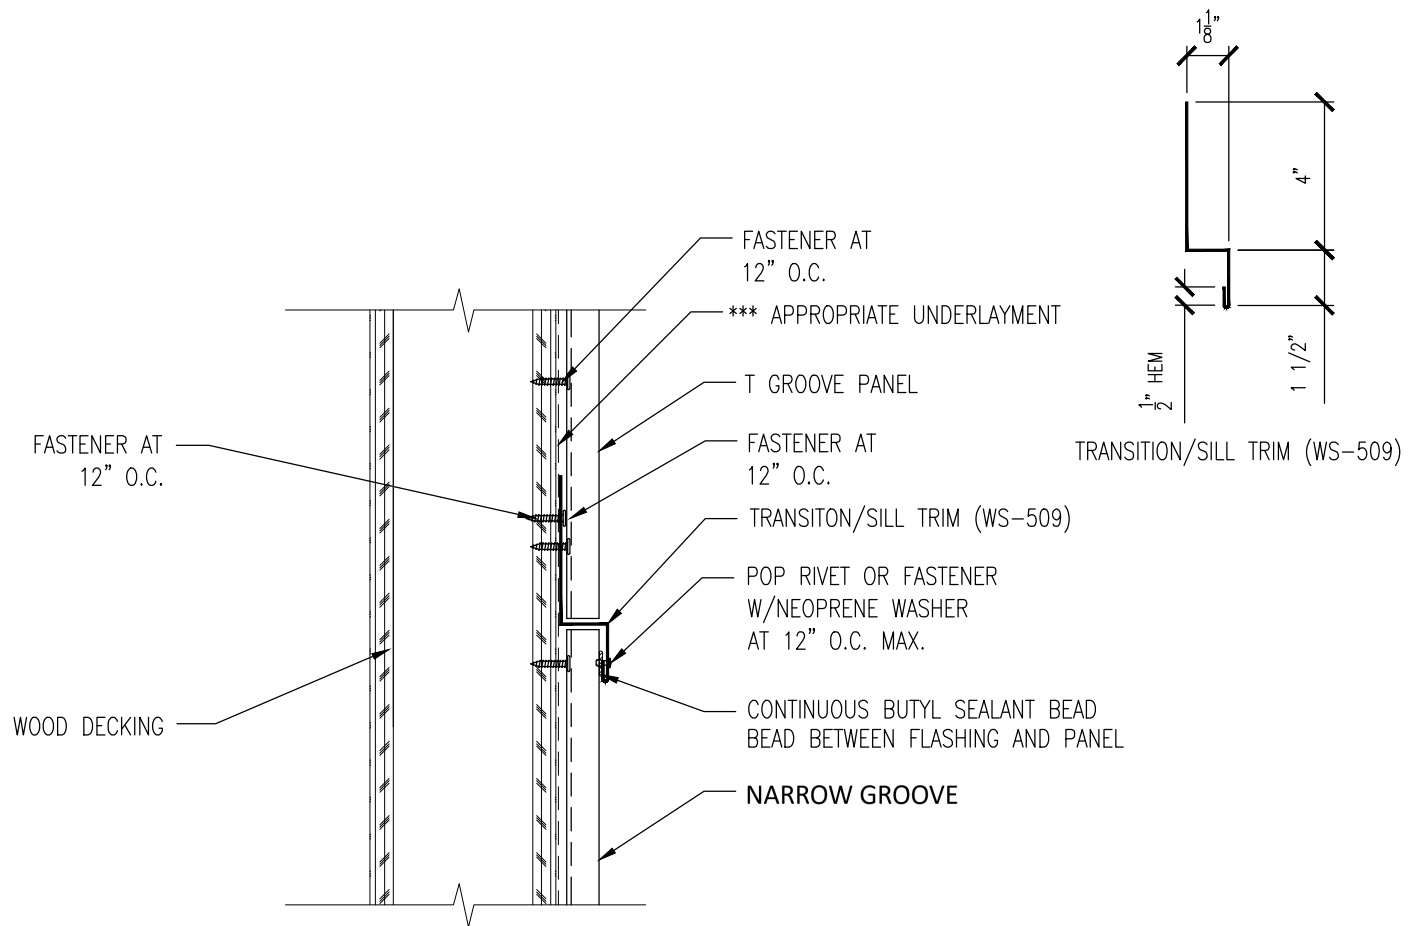 1 1/8"
4"
1 1/2"
1/2" HEM
TRANSITION/SILL TRIM (WS-509)
FASTENER AT
12" O.C.
*** APPROPRIATE UNDERLAYMENT
T GROOVE PANEL
FASTENER AT
12" O.C.
FASTENER AT
12" O.C.
TRANSITON/SILL TRIM (WS-509)
POP RIVET OR FASTENER
W/NEOPRENE WASHER
AT 12" O.C. MAX.
WOOD DECKING
CONTINUOUS BUTYL SEALANT BEAD
BEAD BETWEEN FLASHING AND PANEL
NARROW GROOVE